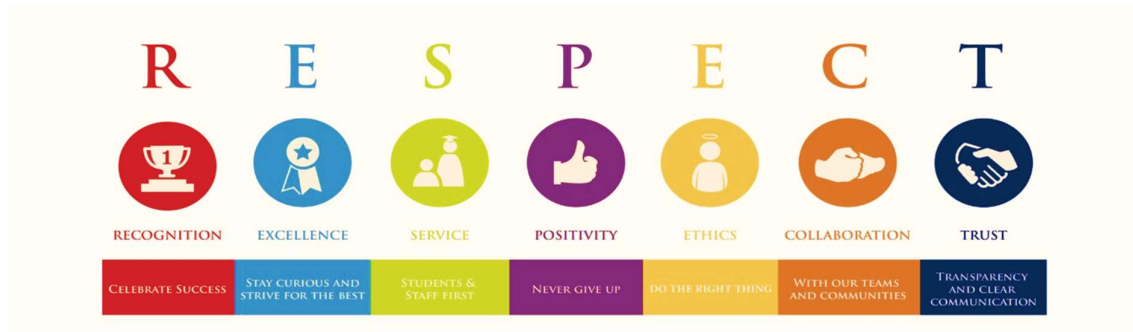 R E S P E C T
1
RECOGNITION EXCELLENCE SERVICE POSITIVITY ETHICS COLLABORATION TRUST
CELEBRATE SUCCESS
STAY CURIOUS AND
STRIVE FOR THE BEST
STUDENTS &
STAFF FIRST
NEVER GIVE UP
DO THE RIGHT THING
WITH OUR TEAMS
AND COMMUNITIES
TRANSPARENCY
AND CLEAR
COMMUNICATION